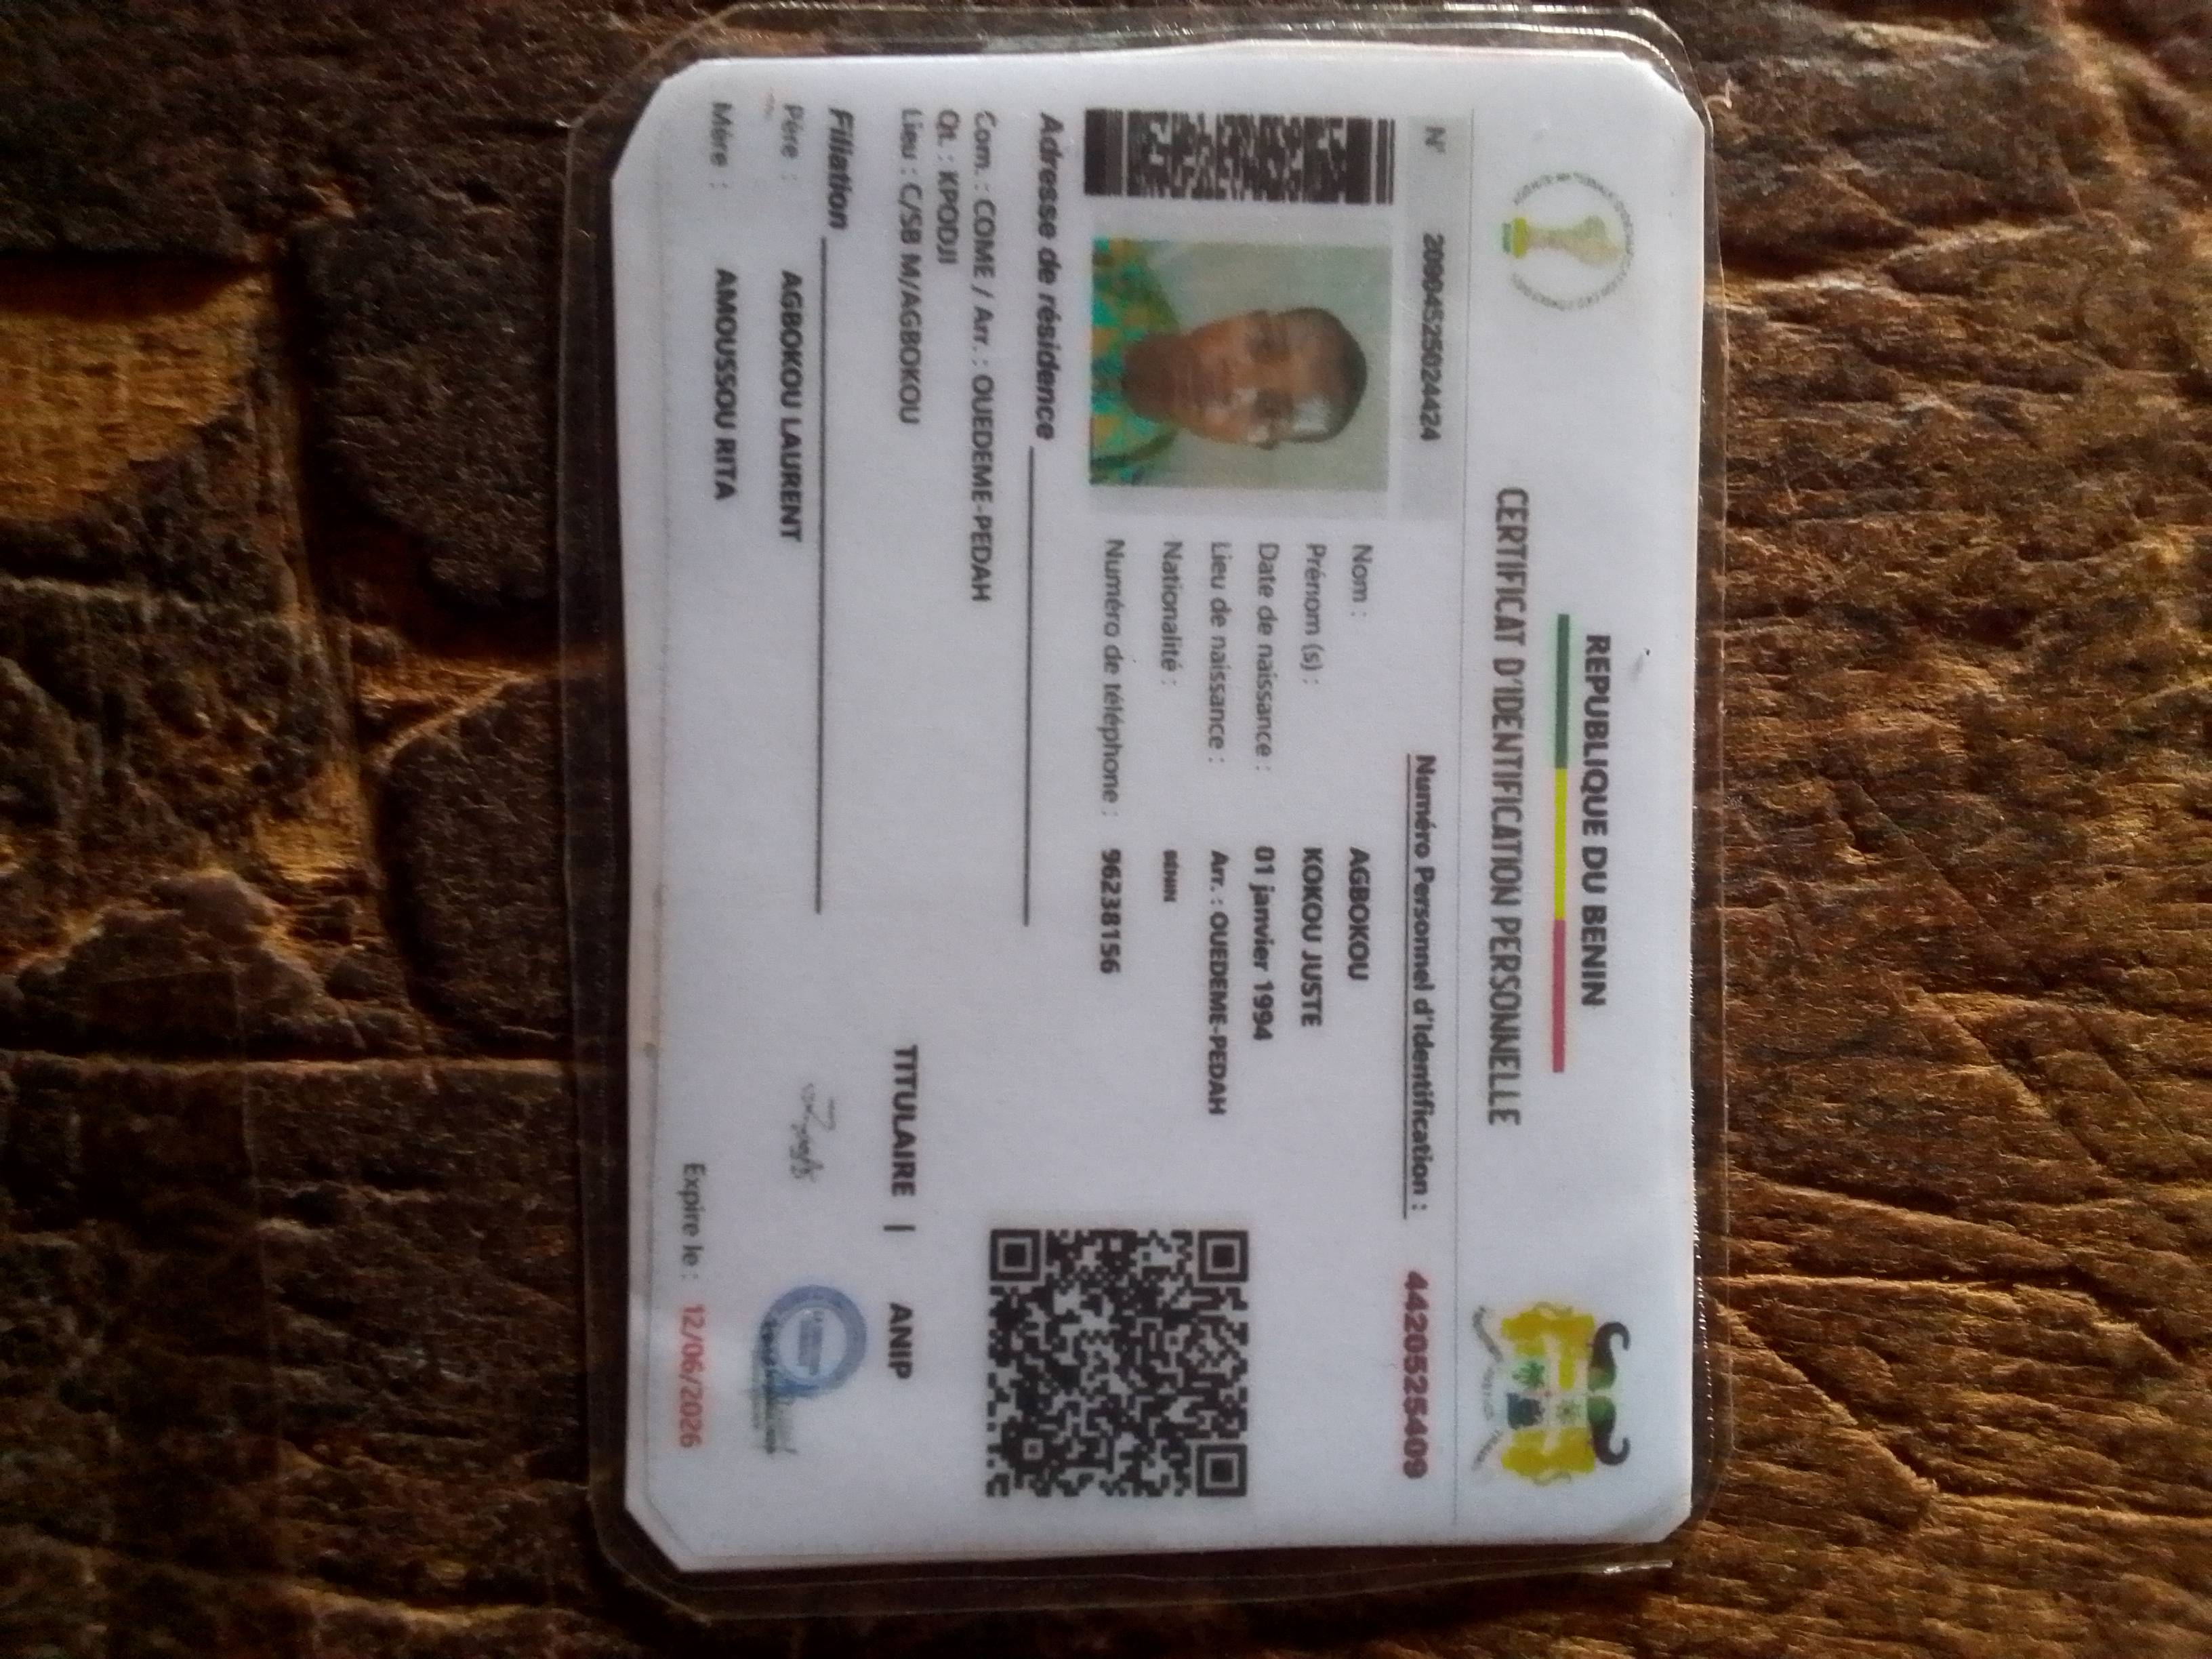 REPUBLIQUE DU BENIN
CERTIFICAT D'IDENTIFICATION PERSONNELLE
N° 20904525024424
Numéro Personnel d'Identification : 4420525409
Nom : AGBOKOU
Prénom (s) : KOKOU JUSTE
Date de naissance : 01 janvier 1994
Lieu de naissance : Arr. : OUEDEME-PEDAH
Nationalité : BÉNIN
Numéro de téléphone : 96238156
Adresse de résidence
Com. : COME / Arr. : OUEDEME-PEDAH
Qt. : KPODJI
Lieu : C/SB M/AGBOKOU
TITULAIRE | ANIP
Filiation
Père : AGBOKOU LAURENT
Mère : AMOUSSOU RITA
Expire le : 12/06/2026